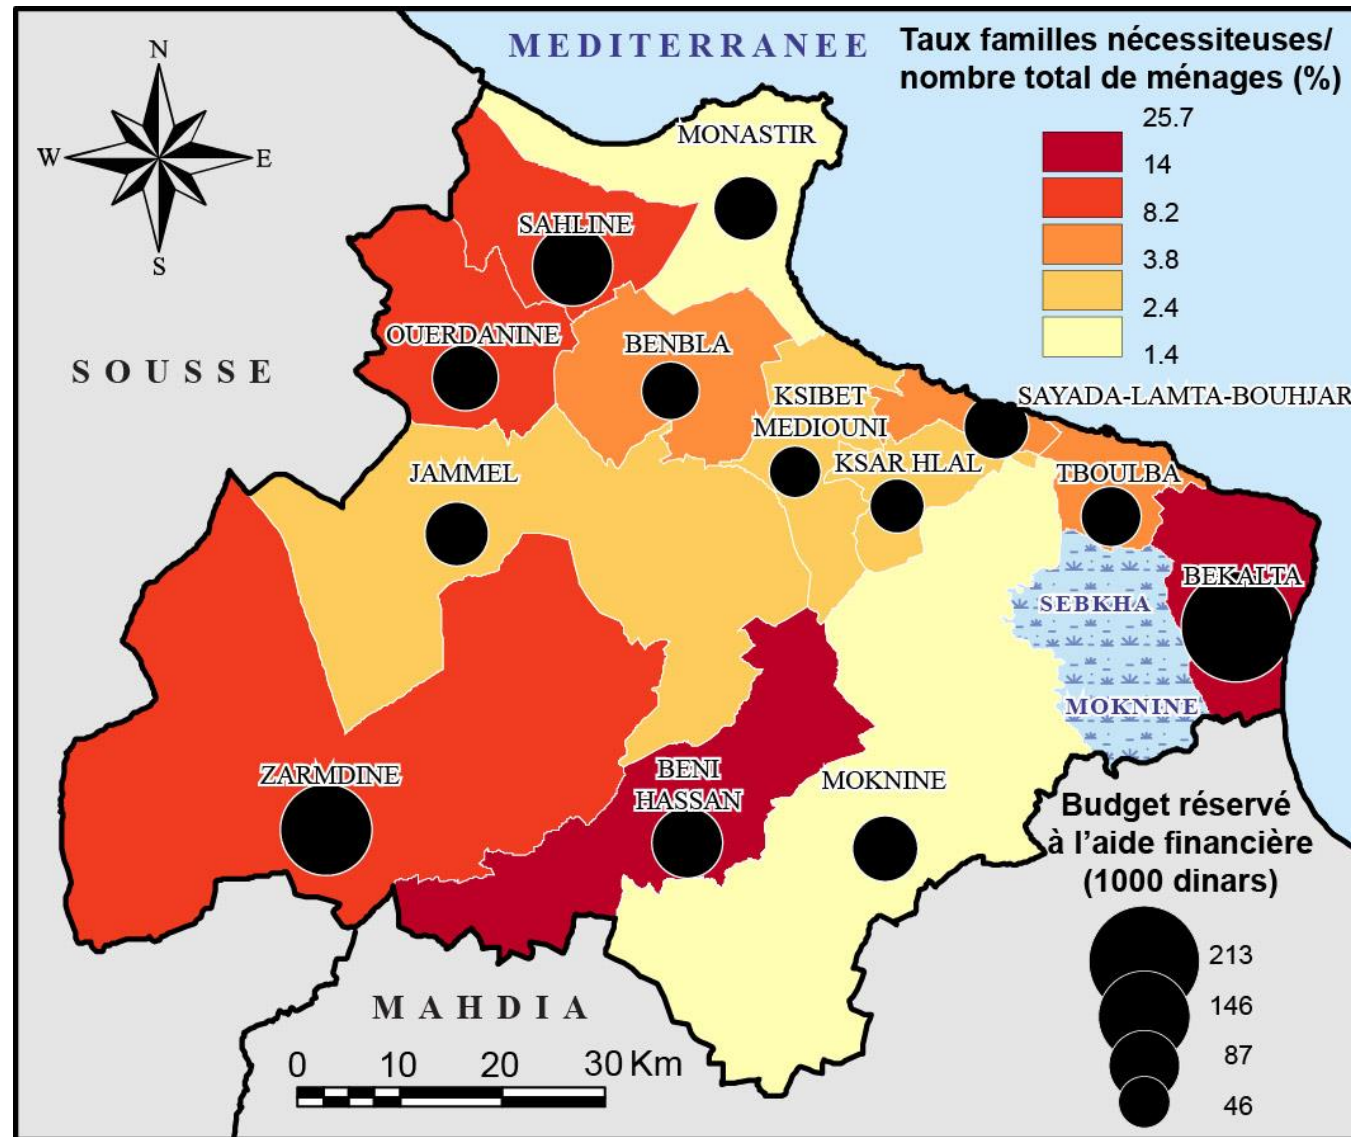 MEDITERRANEE
Taux familles nécessiteuses/
nombre total de ménages (%)
25.7
14
8.2
3.8
2.4
1.4
N
W
E
S
MONASTIR
SAHLINE
OUERDANINE
BENBLA
SOUSSE
KSIBET
MEDIOUNI
SAYADA-LAMTA-BOUHJAR
JAMMEL
KSAR HLAL
TBOULBA
BEKALTA
SEBKHA
MOKNINE
ZARMDINE
BENI
HASSAN
MOKNINE
Budget réservé
à l'aide financière
(1000 dinars)
213
146
87
46
MAHDIA
0 10 20 30 Km